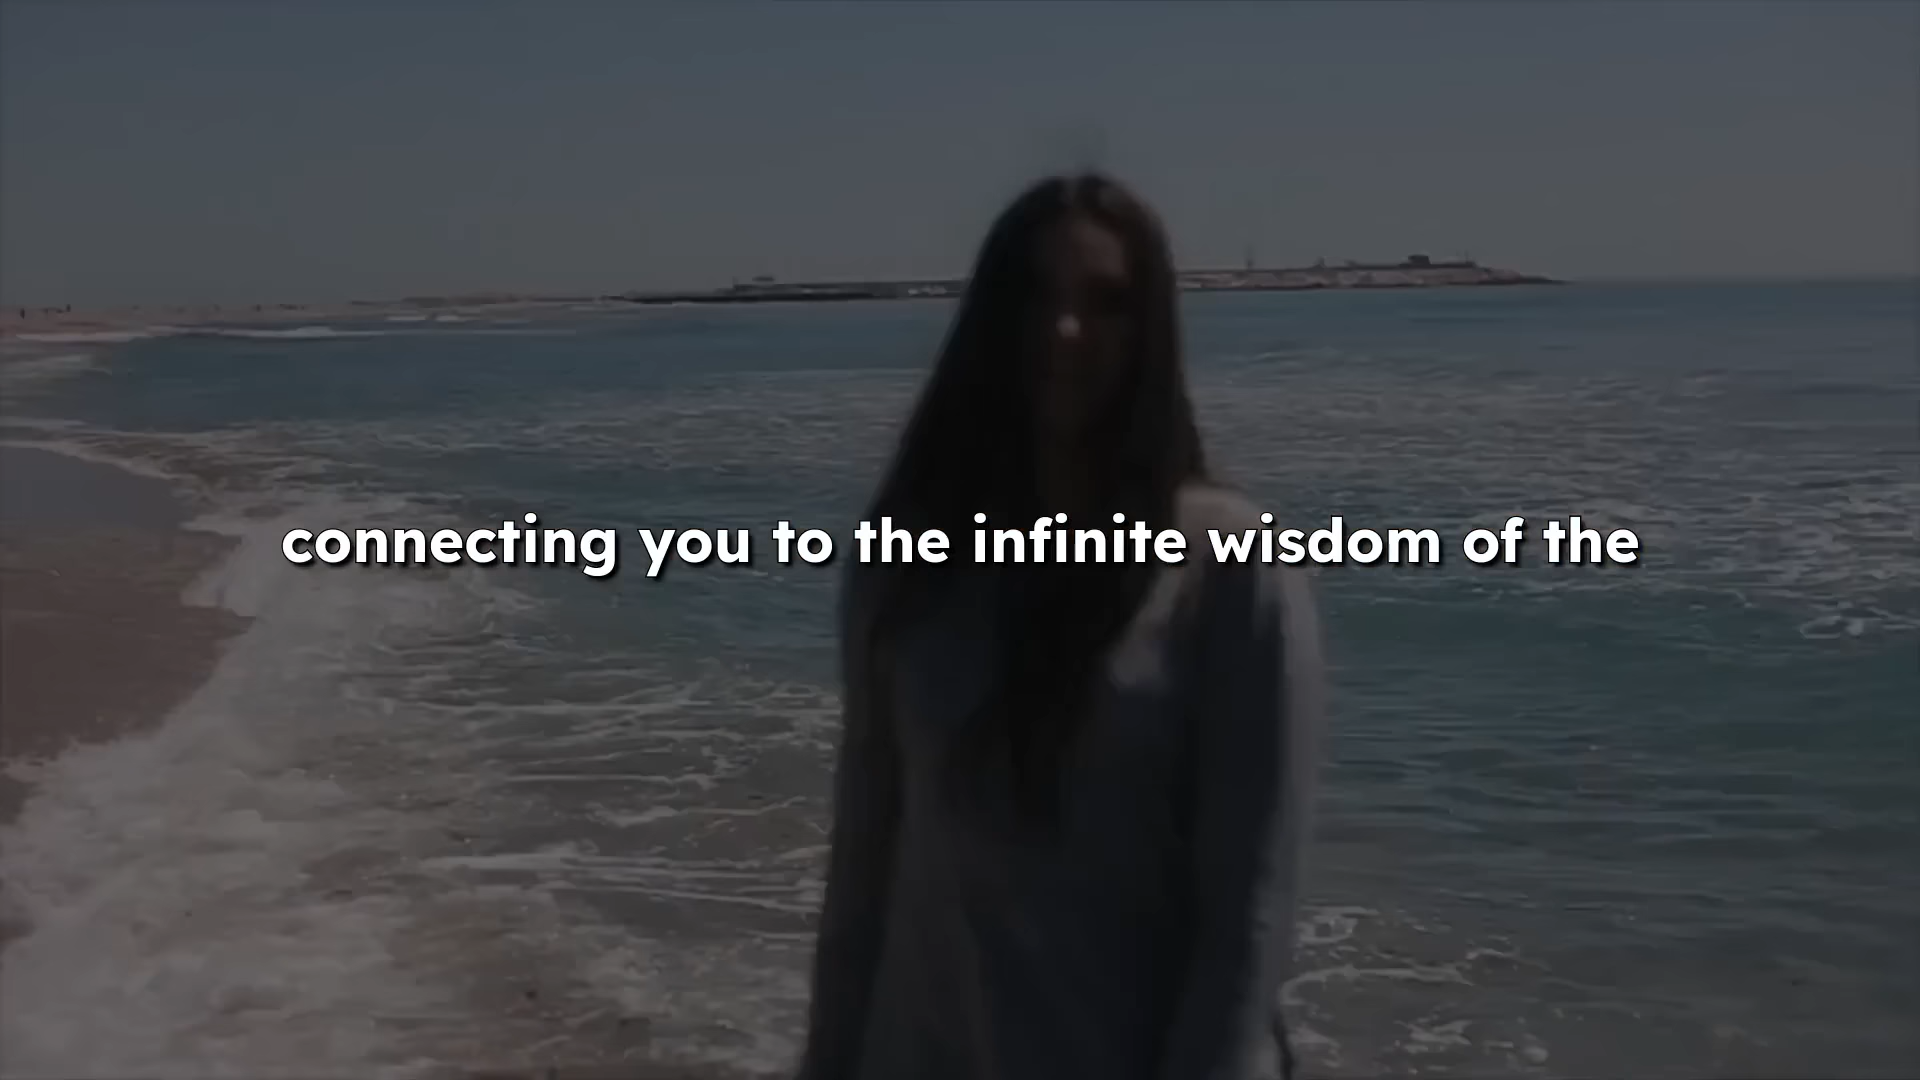 connecting you to the infinite wisdom of the